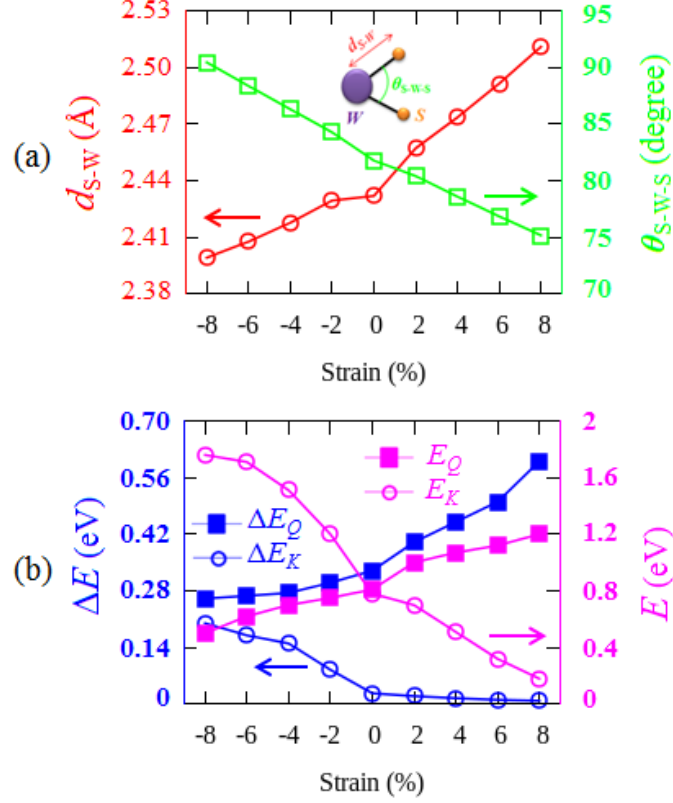 (a)
d_S-W (Å)
2.53
2.50
2.47
2.44
2.41
2.38
d_S-W
θ_S-W-S
W
S
95
90
85
80
75
70
θ_S-W-S (degree)
-8 -6 -4 -2 0 2 4 6 8
Strain (%)
(b)
ΔE (eV)
0.70
0.56
0.42
0.28
0.14
0
ΔE_Q
ΔE_K
E_Q
E_K
2
1.6
1.2
0.8
0.4
0
E (eV)
-8 -6 -4 -2 0 2 4 6 8
Strain (%)